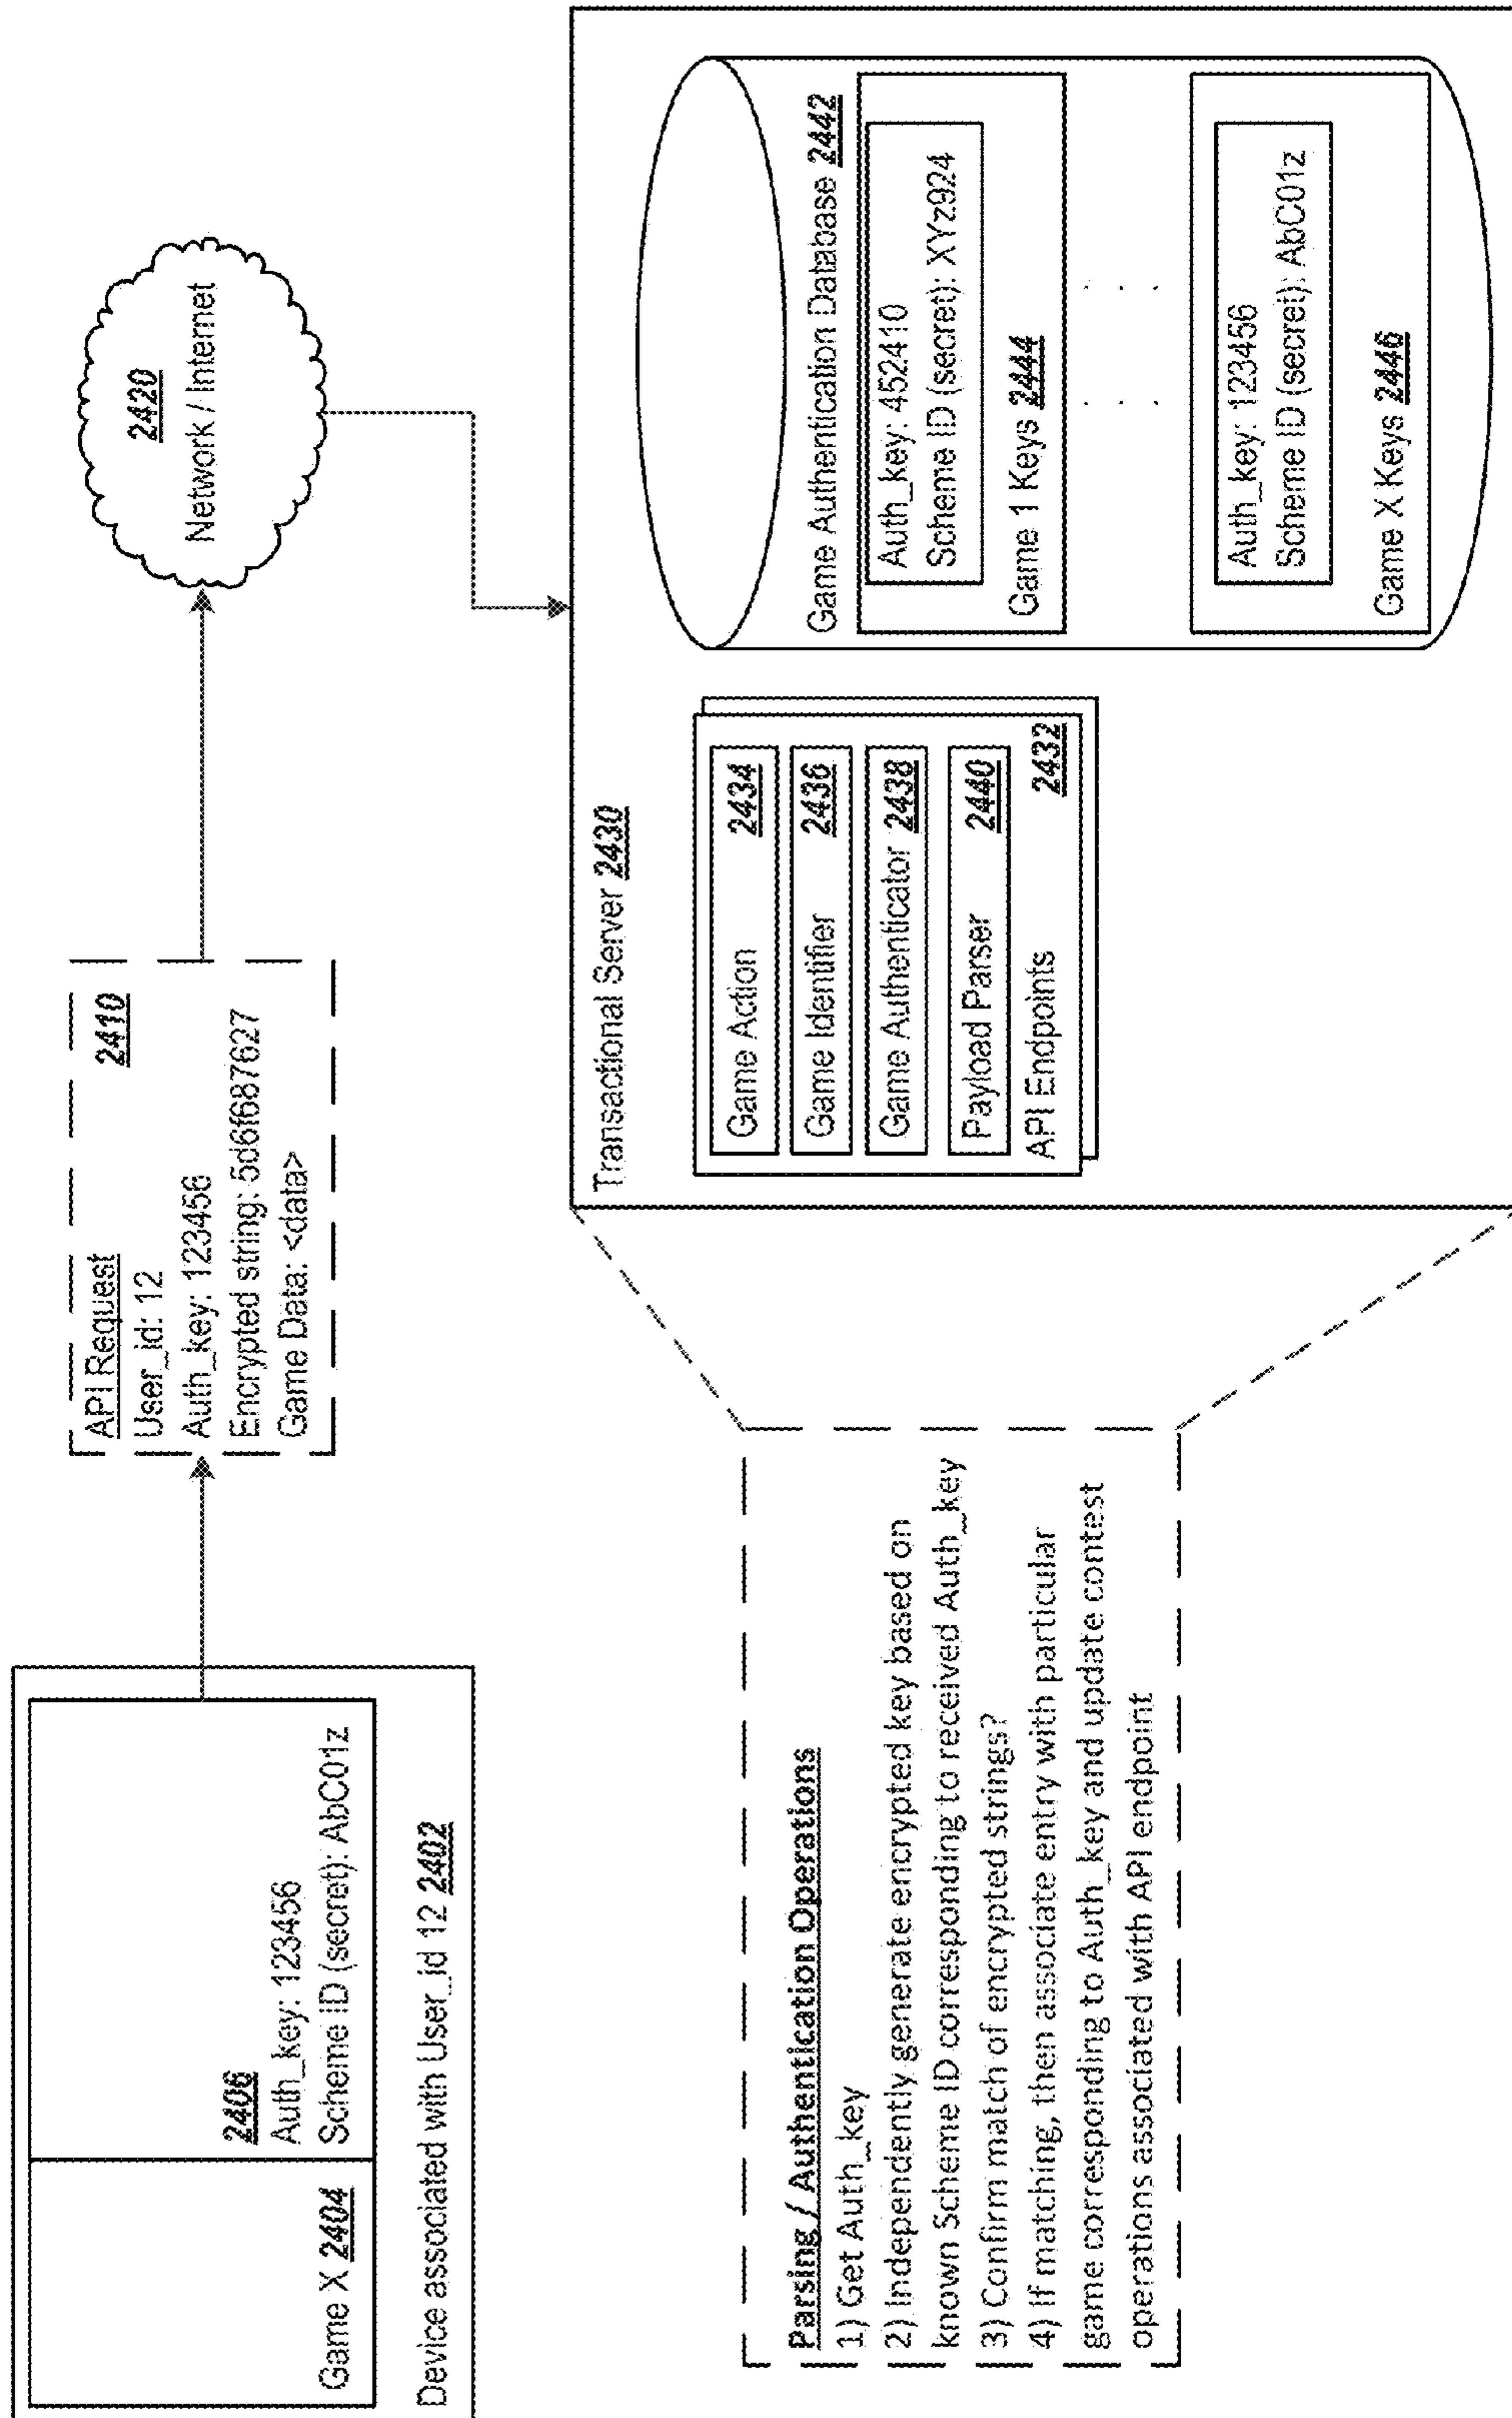 Game X 2404
2406
Auth_key: 123456
Scheme ID (secret): AbC01z
Device associated with User_id 12 2402
API Request 2410
User_id: 12
Auth_key: 123456
Encrypted string: 5d6f687627
Game Data: <data>
2420
Network / Internet
Parsing / Authentication Operations
1) Get Auth_key
2) Independently generate encrypted key based on
known Scheme ID corresponding to received Auth_key
3) Confirm match of encrypted strings?
4) If matching, then associate entry with particular
game corresponding to Auth_key and update contest
operations associated with API endpoint
Transactional Server 2430
Game Action 2434
Game Identifier 2436
Game Authenticator 2438
Payload Parser 2440
API Endpoints 2432
Game Authentication Database 2442
Auth_key: 452410
Scheme ID (secret): XYz924
Game 1 Keys 2444
Auth_key: 123456
Scheme ID (secret): AbC01z
Game X Keys 2446